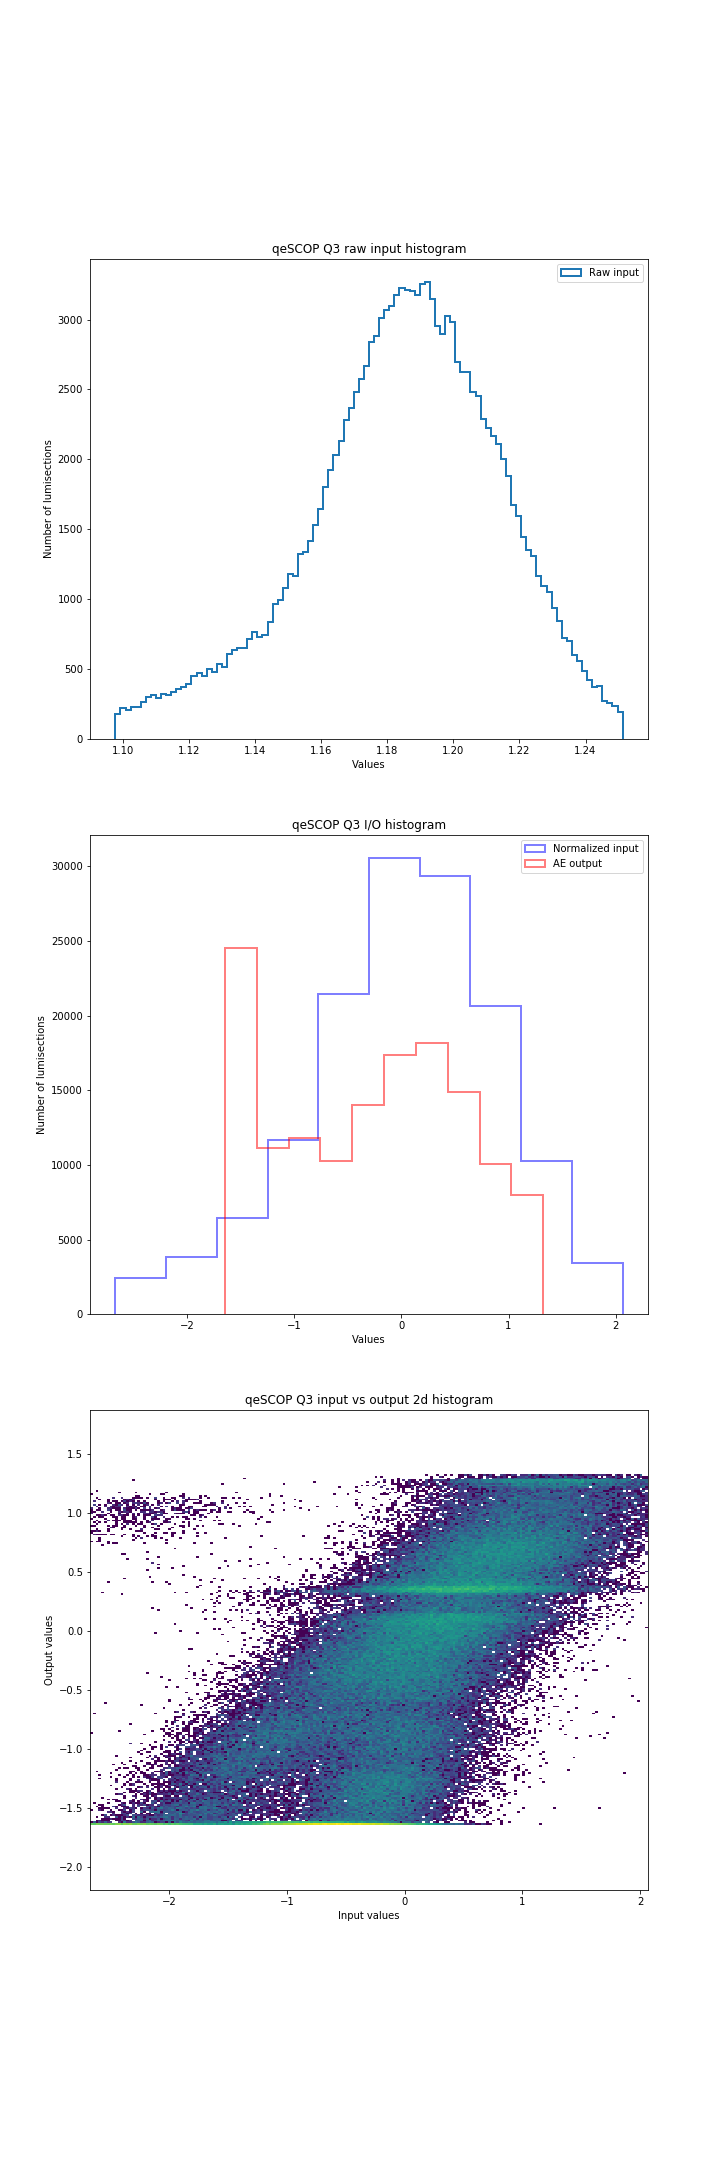 qeSCOP Q3 raw input histogram
Raw input
3000
2500
2000
1500
1000
500
0
Number of lumisections
1.10 1.12 1.14 1.16 1.18 1.20 1.22 1.24
Values
qeSCOP Q3 I/O histogram
Normalized input
AE output
30000
25000
20000
15000
10000
5000
0
Number of lumisections
−2 −1 0 1 2
Values
qeSCOP Q3 input vs output 2d histogram
1.5
1.0
0.5
0.0
−0.5
−1.0
−1.5
−2.0
Output values
−2 −1 0 1 2
Input values